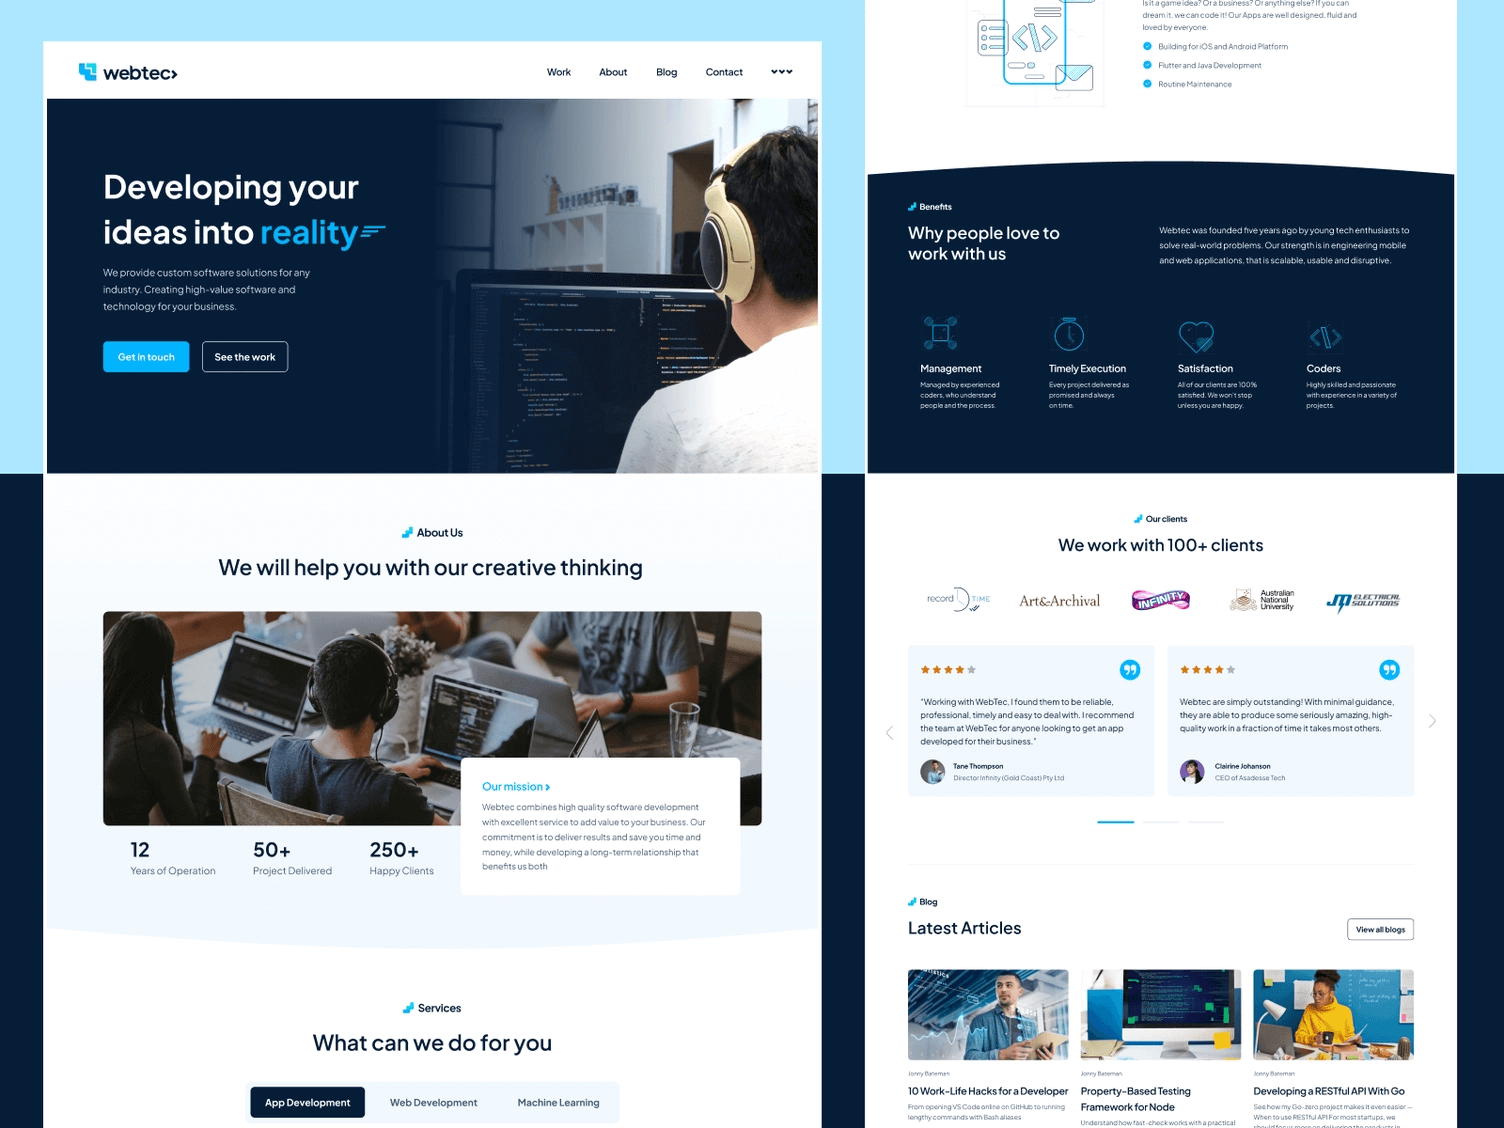 webtec
Work
About
Blog
Contact
Developing your
ideas into reality
We provide custom software solutions for any
industry. Creating high-value software and
technology for your business.
Get in touch
See the work
About Us
We will help you with our creative thinking
12
Years of Operation
50+
Project Delivered
250+
Happy Clients
Our mission
Webtec combines high quality software development
with excellent service to add value to your business. Our
commitment is to deliver results and save you time and
money, while developing a long-term relationship that
benefits us both
Services
What can we do for you
App Development
Web Development
Machine Learning
Is it a game idea? Or a business? Or anything else? If you can
dream it, we can code it! Our Apps are well designed, fluid and
loved by everyone.
Building for iOS and Android Platform
Flutter and Java Development
Routine Maintenance
Benefits
Why people love to
work with us
Webtec was founded five years ago by young tech enthusiasts to
solve real-world problems. Our strength is in engineering mobile
and web applications, that is scalable, usable and disruptive.
Management
Managed by experienced
coders, who understand
people and the process.
Timely Execution
Every project delivered as
promised and always
on time.
Satisfaction
All of our clients are 100%
satisfied. We won't stop
unless you are happy.
Coders
Highly skilled and passionate
with experience in a variety of
projects.
Our clients
We work with 100+ clients
record TIME
Art&Archival
INFINITY
Australian
National
University
JM ELECTRICAL
SOLUTIONS
"Working with WebTec, I found them to be reliable,
professional, timely and easy to deal with. I recommend
the team at WebTec for anyone looking to get an app
developed for their business."
Tane Thompson
Director Infinity (Gold Coast) Pty Ltd
Webtec are simply outstanding! With minimal guidance,
they are able to produce some seriously amazing, high-
quality work in a fraction of time it takes most others.
Clairine Johanson
CEO of Asadesse Tech
Blog
Latest Articles
View all blogs
Jonny Bateman
10 Work-Life Hacks for a Developer
From opening VS Code online on GitHub to running
lengthy commands with Bash aliases
Jonny Bateman
Property-Based Testing
Framework for Node
Understand how fast-check works with a practical
Jonny Bateman
Developing a RESTful API With Go
See how my Go-zero project makes it even easier —
When to use RESTful API For most startups, we
should focus more on delivering the products in